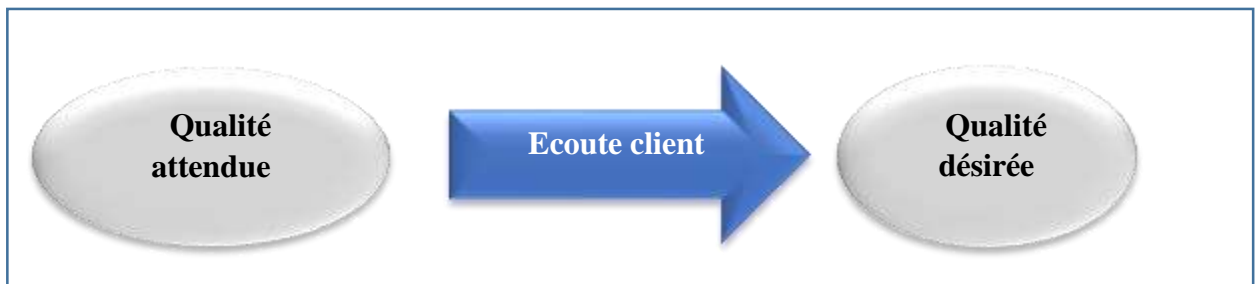 Qualité
attendue
Ecoute client
Qualité
désirée